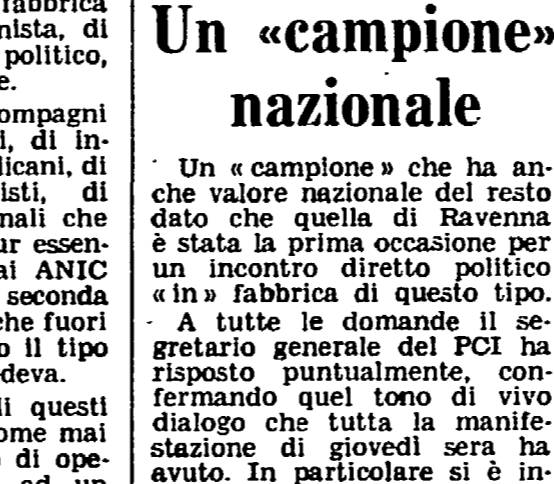 fabbrica
nista, di
politico,
e.
ompagni
i, di in-
licani, di
isti, di
nali che
ur essen-
ai ANIC
seconda
che fuori
o il tipo
deva.
li questi
ome mai
di ope-
ad un
Un «campione»
nazionale
Un «campione» che ha an-
che valore nazionale del resto
dato che quella di Ravenna
è stata la prima occasione per
un incontro diretto politico
«in» fabbrica di questo tipo.
A tutte le domande il se-
gretario generale del PCI ha
risposto puntualmente, con-
fermando quel tono di vivo
dialogo che tutta la manife-
stazione di giovedì sera ha
avuto. In particolare si è in-